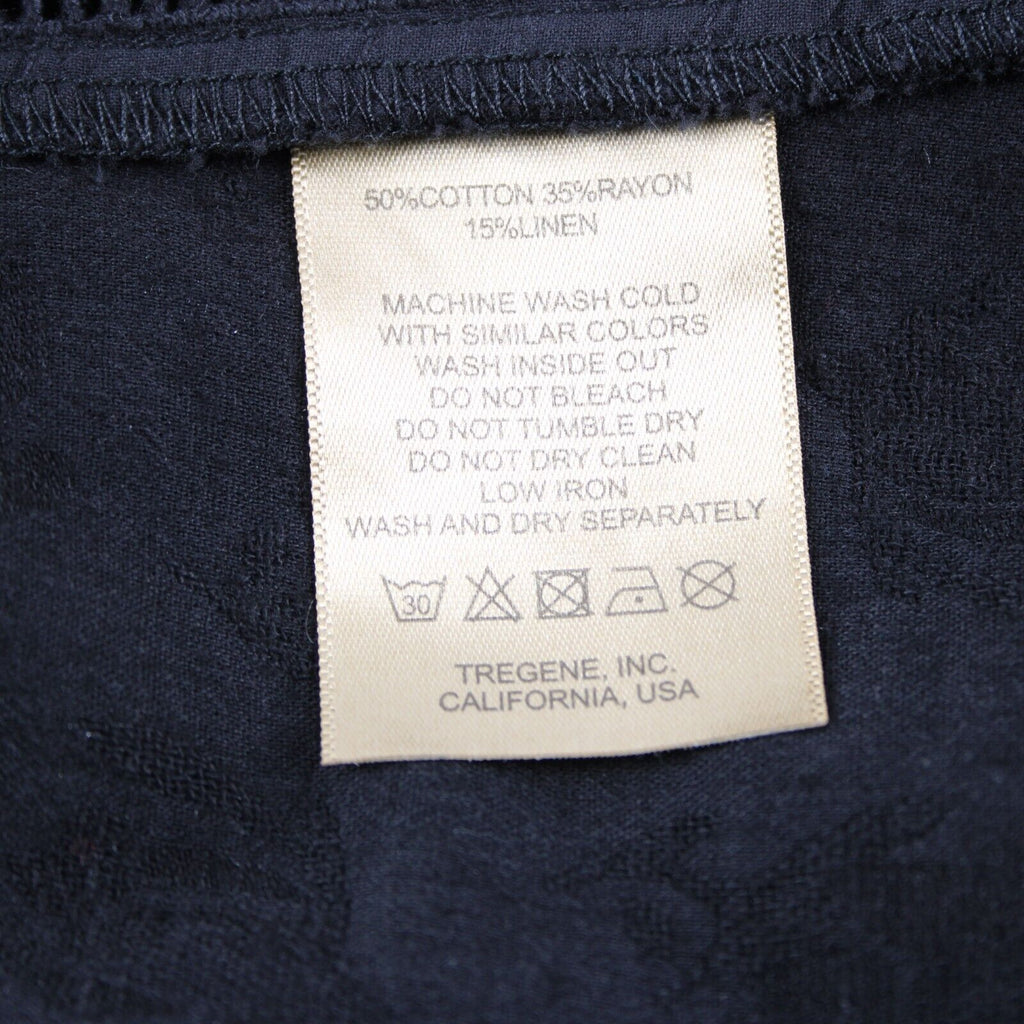 50%COTTON 35%RAYON
15%LINEN
MACHINE WASH COLD
WITH SIMILAR COLORS
WASH INSIDE OUT
DO NOT BLEACH
DO NOT TUMBLE DRY
DO NOT DRY CLEAN
LOW IRON
WASH AND DRY SEPARATELY
30
TREGENE, INC.
CALIFORNIA, USA